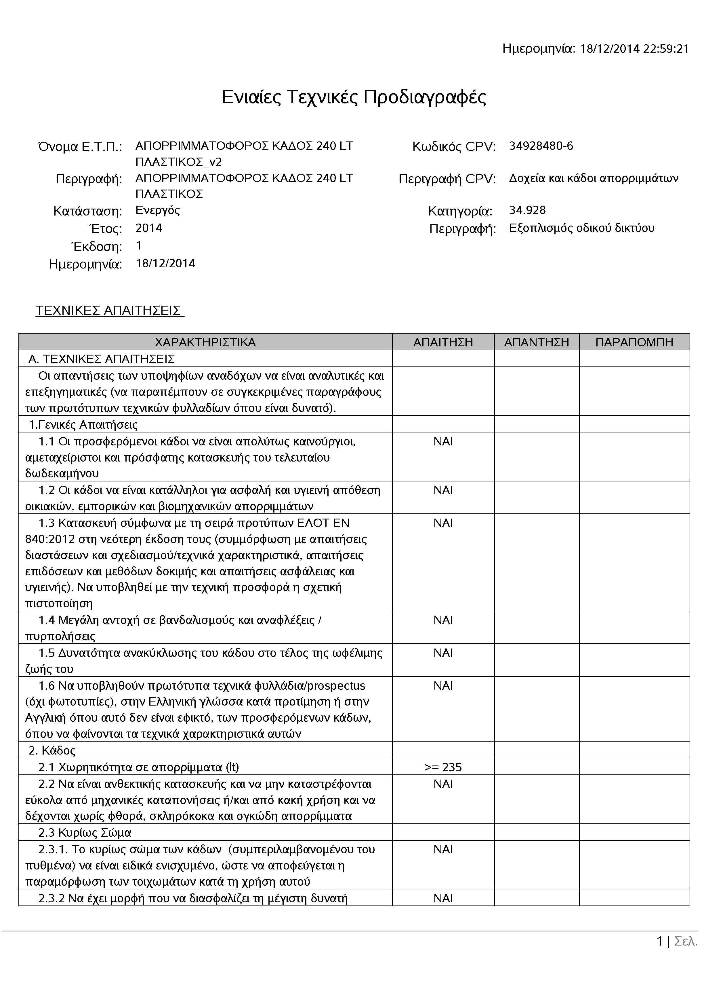 Ημερομηνία: 18/12/2014 22:59:21
Ενιαίες Τεχνικές Προδιαγραφές
Όνομα Ε.Τ.Π.: ΑΠΟΡΡΙΜΜΑΤΟΦΟΡΟΣ ΚΑΔΟΣ 240 LT Κωδικός CPV: 34928480-6
ΠΛΑΣΤΙΚΟΣ_v2
Περιγραφή: ΑΠΟΡΡΙΜΜΑΤΟΦΟΡΟΣ ΚΑΔΟΣ 240 LT Περιγραφή CPV: Δοχεία και κάδοι απορριμμάτων
ΠΛΑΣΤΙΚΟΣ
Κατάσταση: Ενεργός Κατηγορία: 34.928
Έτος: 2014 Περιγραφή: Εξοπλισμός οδικού δικτύου
Έκδοση: 1
Ημερομηνία: 18/12/2014
ΤΕΧΝΙΚΕΣ ΑΠΑΙΤΗΣΕΙΣ
ΧΑΡΑΚΤΗΡΙΣΤΙΚΑ ΑΠΑΙΤΗΣΗ ΑΠΑΝΤΗΣΗ ΠΑΡΑΠΟΜΠΗ
Α. ΤΕΧΝΙΚΕΣ ΑΠΑΙΤΗΣΕΙΣ
Οι απαντήσεις των υποψηφίων αναδόχων να είναι αναλυτικές και
επεξηγηματικές (να παραπέμπουν σε συγκεκριμένες παραγράφους
των πρωτότυπων τεχνικών φυλλαδίων όπου είναι δυνατό).
1.Γενικές Απαιτήσεις
1.1 Οι προσφερόμενοι κάδοι να είναι απολύτως καινούργιοι, ΝΑΙ
αμεταχείριστοι και πρόσφατης κατασκευής του τελευταίου
δωδεκαμήνου
1.2 Οι κάδοι να είναι κατάλληλοι για ασφαλή και υγιεινή απόθεση ΝΑΙ
οικιακών, εμπορικών και βιομηχανικών απορριμμάτων
1.3 Κατασκευή σύμφωνα με τη σειρά προτύπων ΕΛΟΤ ΕΝ ΝΑΙ
840:2012 στη νεότερη έκδοση τους (συμμόρφωση με απαιτήσεις
διαστάσεων και σχεδιασμού/τεχνικά χαρακτηριστικά, απαιτήσεις
επιδόσεων και μεθόδων δοκιμής και απαιτήσεις ασφάλειας και
υγιεινής). Να υποβληθεί με την τεχνική προσφορά η σχετική
πιστοποίηση
1.4 Μεγάλη αντοχή σε βανδαλισμούς και αναφλέξεις / ΝΑΙ
πυρπολήσεις
1.5 Δυνατότητα ανακύκλωσης του κάδου στο τέλος της ωφέλιμης ΝΑΙ
ζωής του
1.6 Να υποβληθούν πρωτότυπα τεχνικά φυλλάδια/prospectus ΝΑΙ
(όχι φωτοτυπίες), στην Ελληνική γλώσσα κατά προτίμηση ή στην
Αγγλική όπου αυτό δεν είναι εφικτό, των προσφερόμενων κάδων,
όπου να φαίνονται τα τεχνικά χαρακτηριστικά αυτών
2. Κάδος
2.1 Χωρητικότητα σε απορρίμματα (lt) >= 235
2.2 Να είναι ανθεκτικής κατασκευής και να μην καταστρέφονται ΝΑΙ
εύκολα από μηχανικές καταπονήσεις ή/και από κακή χρήση και να
δέχονται χωρίς φθορά, σκληρόκοκα και ογκώδη απορρίμματα
2.3 Κυρίως Σώμα
2.3.1. Το κυρίως σώμα των κάδων (συμπεριλαμβανομένου του ΝΑΙ
πυθμένα) να είναι ειδικά ενισχυμένο, ώστε να αποφεύγεται η
παραμόρφωση των τοιχωμάτων κατά τη χρήση αυτού
2.3.2 Να έχει μορφή που να διασφαλίζει τη μέγιστη δυνατή ΝΑΙ
1 | Σελ.